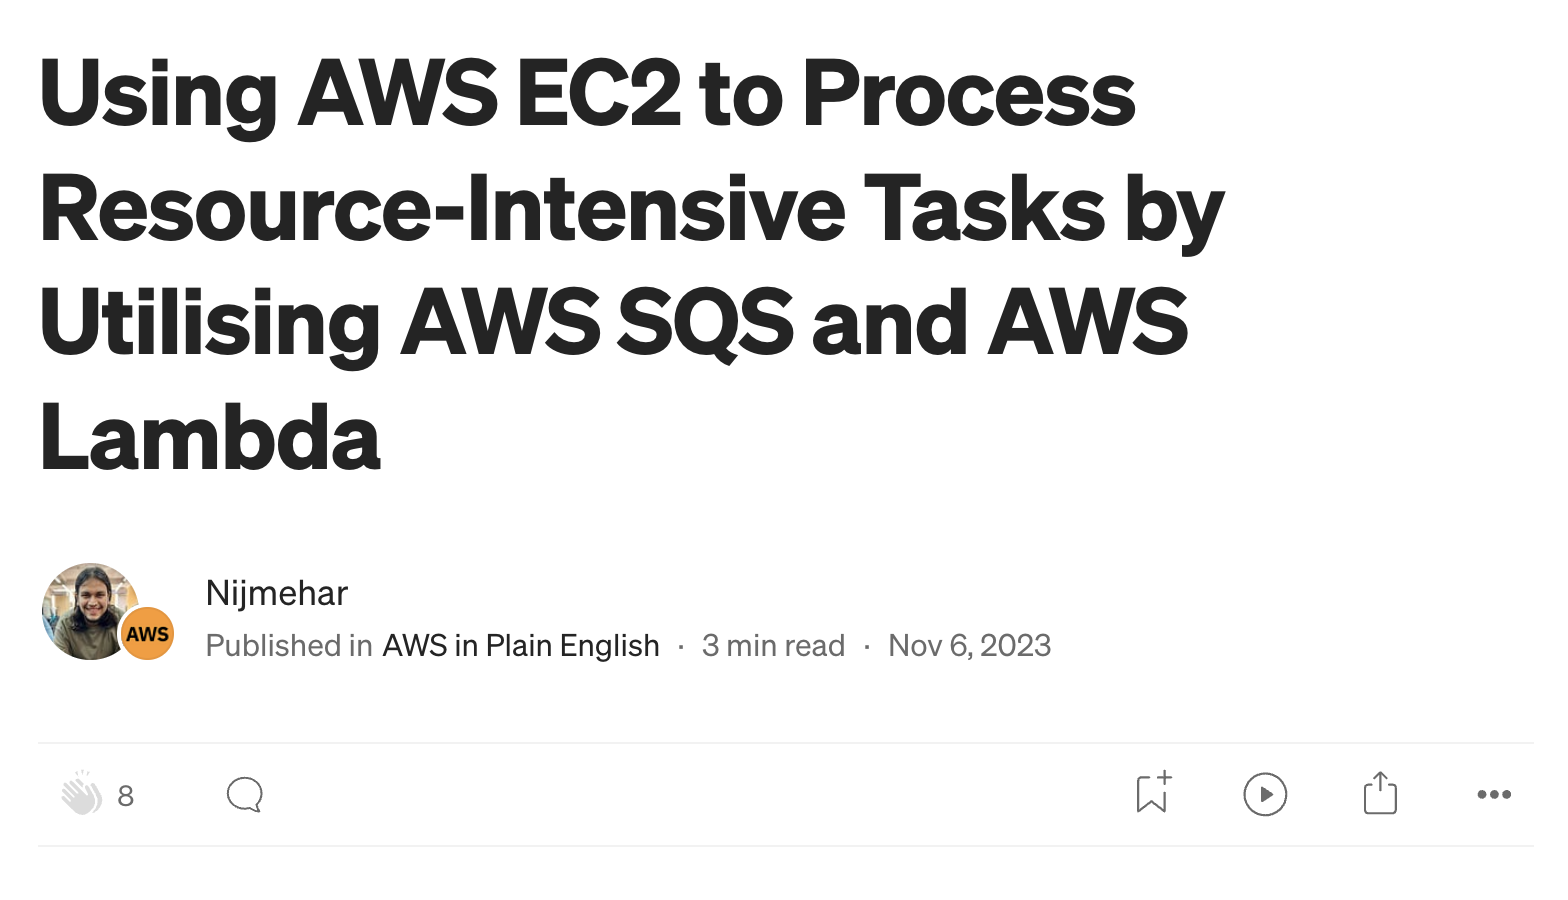 Using AWS EC2 to Process
Resource-Intensive Tasks by
Utilising AWS SQS and AWS
Lambda
Nijmehar
AWS
Published in AWS in Plain English · 3 min read · Nov 6, 2023
8